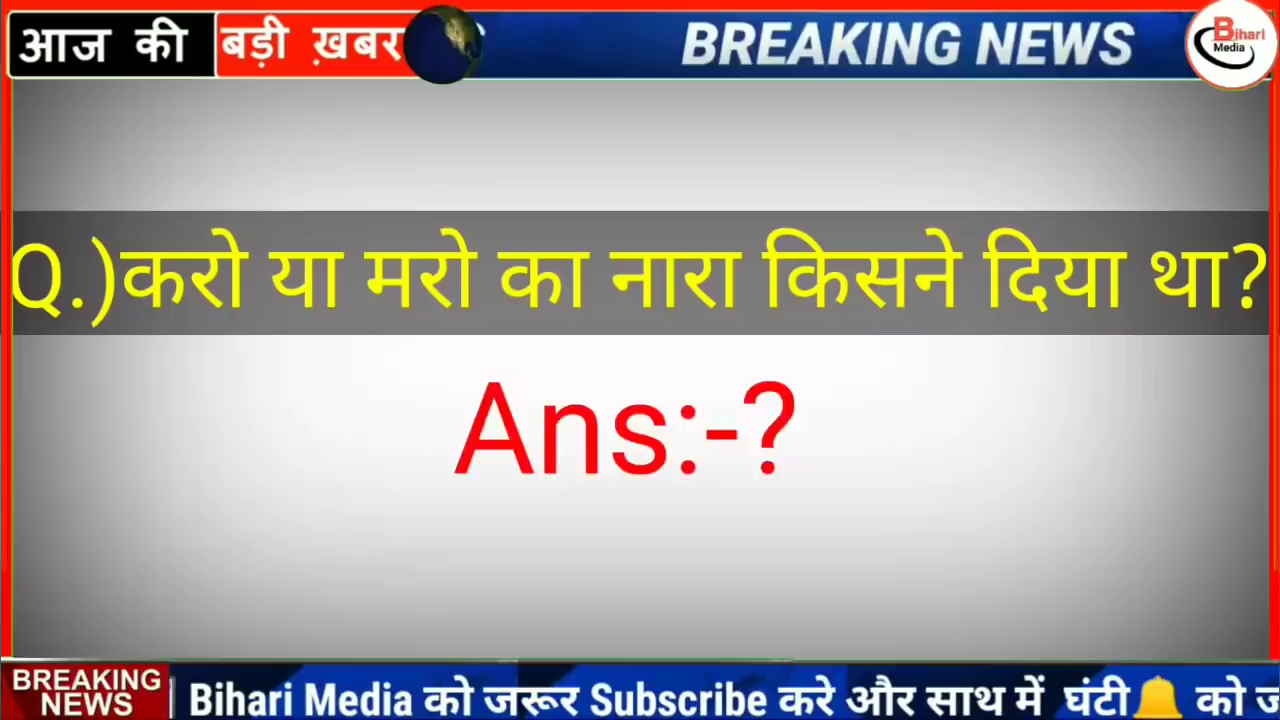 आज की बड़ी ख़बर BREAKING NEWS
Bihari
Media
Q.)करो या मरो का नारा किसने दिया था?
Ans:-?
BREAKING
NEWS
Bihari Media को जरूर Subscribe करे और साथ में घंटी🔔 को